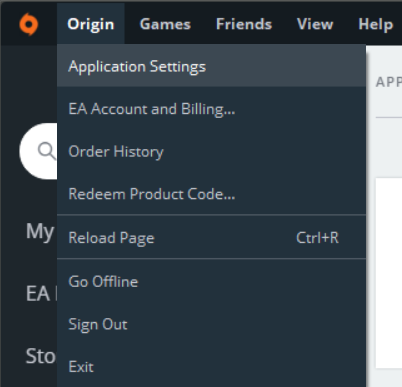 Origin Games Friends View Help
Application Settings
APP
EA Account and Billing...
Order History
Redeem Product Code...
My
Reload Page Ctrl+R
Go Offline
EA
Sign Out
Sto
Exit